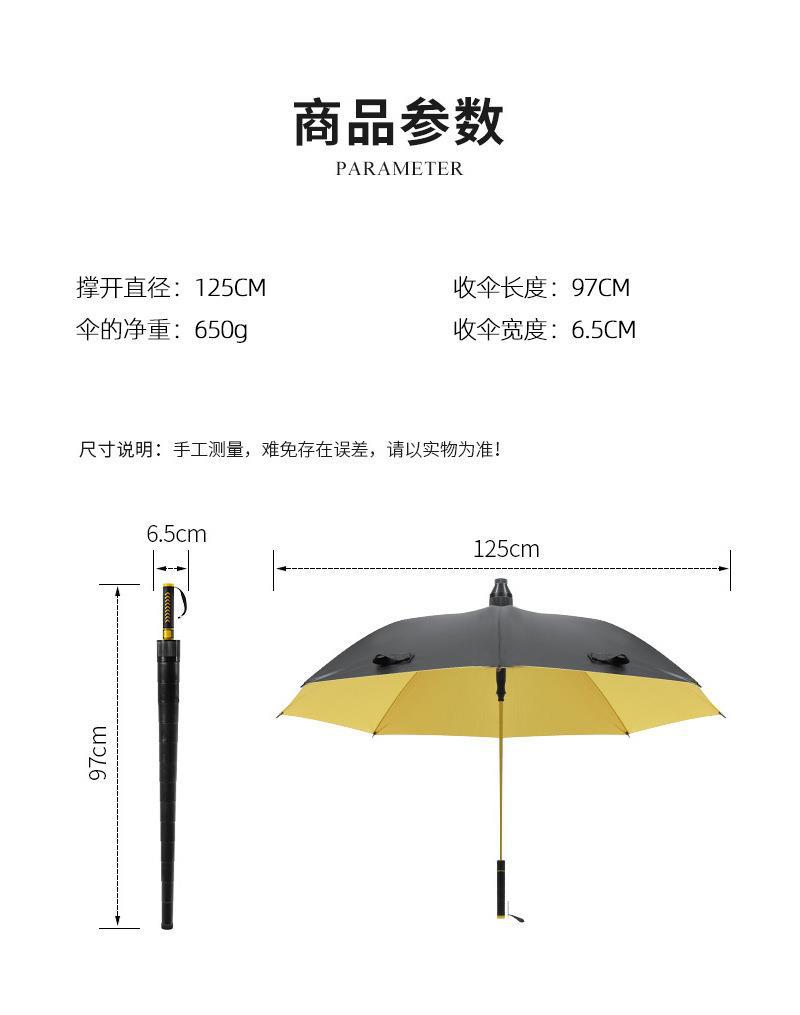 商品参数
PARAMETER
撑开直径：125CM
收伞长度：97CM
伞的净重：650g
收伞宽度：6.5CM
尺寸说明：手工测量，难免存在误差，请以实物为准！
6.5cm
125cm
97cm